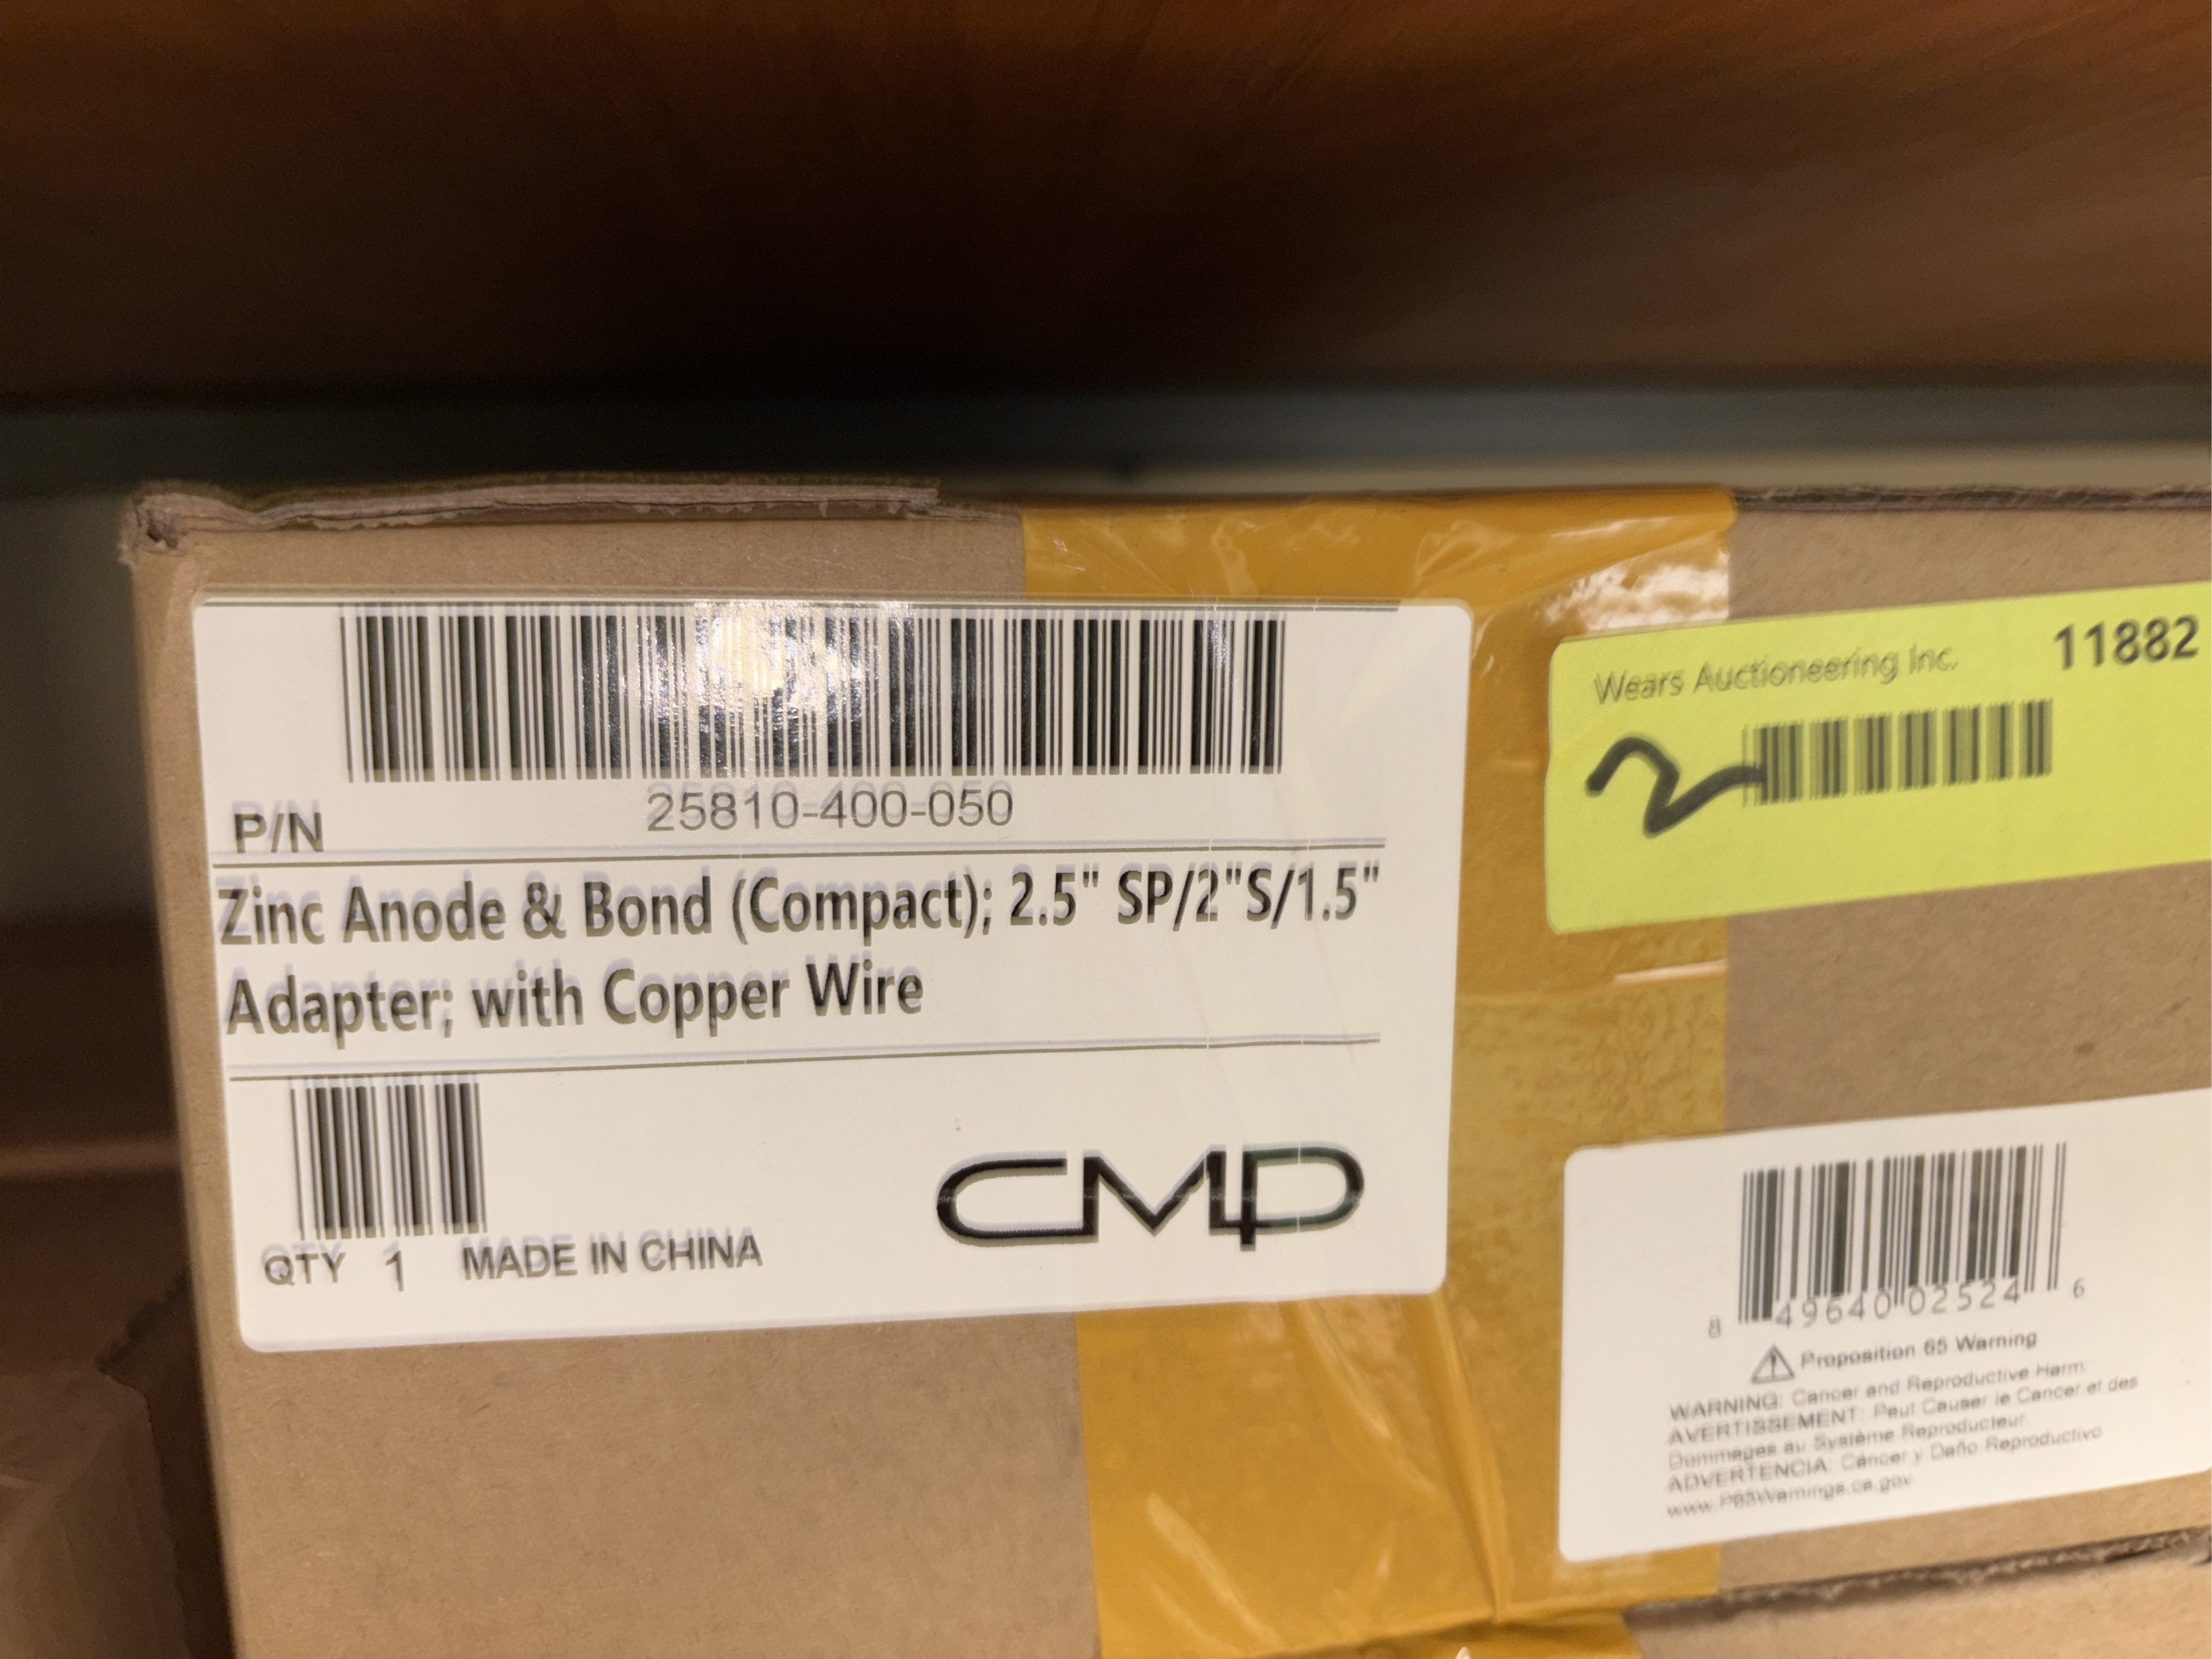 P/N 25810-400-050
Zinc Anode & Bond (Compact); 2.5" SP/2"S/1.5"
Adapter; with Copper Wire
QTY 1 MADE IN CHINA
CMP
Wears Auctioneering Inc. 11882
2
8 49640 02524 6
Proposition 65 Warning
WARNING: Cancer and Reproductive Harm.
AVERTISSEMENT: Peut Causer le Cancer et des
Dommages au Système Reproducteur.
ADVERTENCIA: Cáncer y Daño Reproductivo
www.P65Warnings.ca.gov.